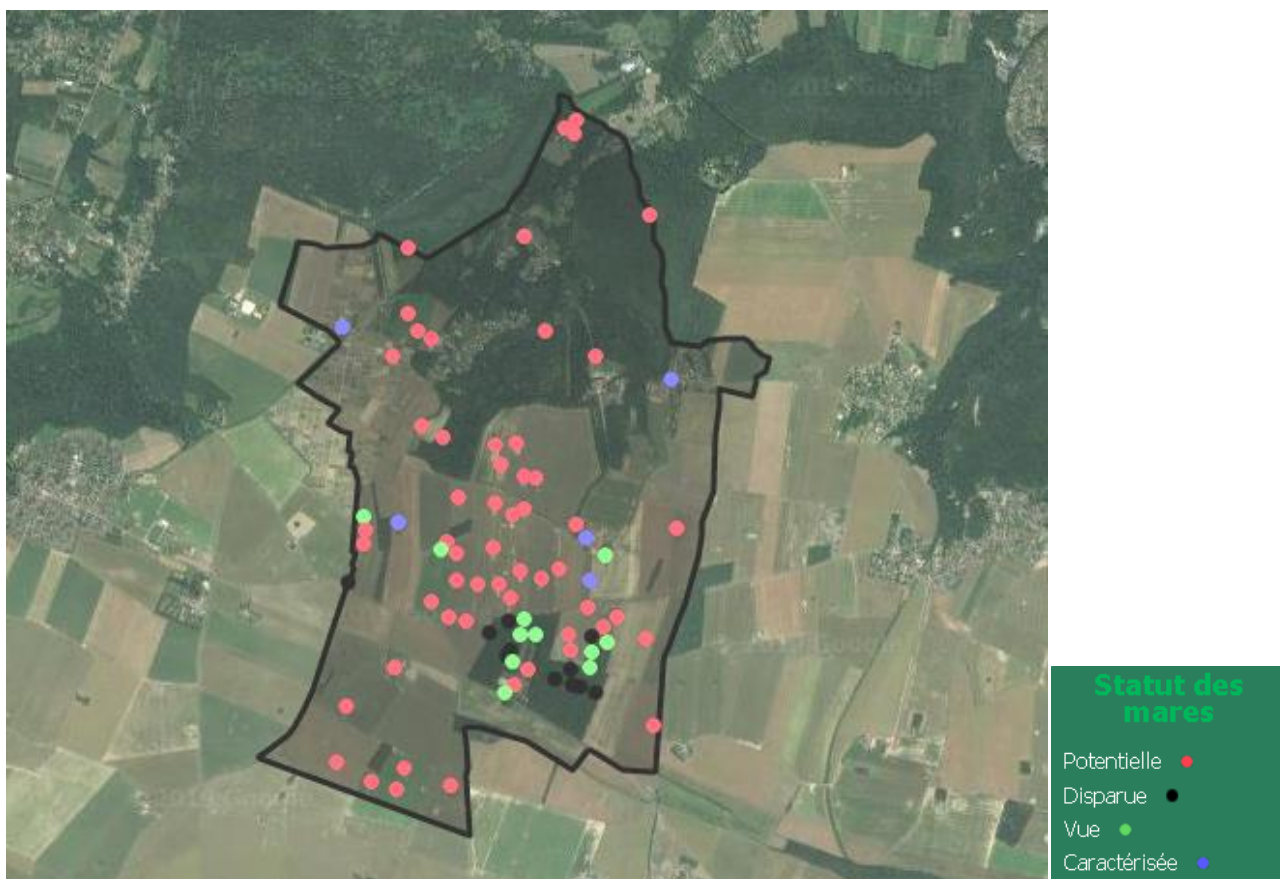 Statut des
mares
Potentielle
Disparue
Vue
Caractérisée